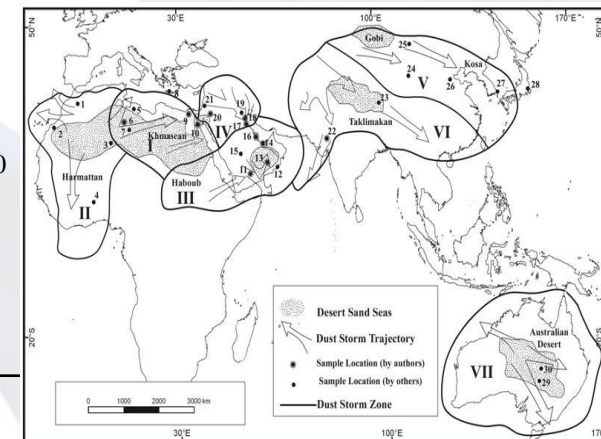 30°E 100°E 170°E
50°N
50°N
Gobi
25
Kosa
24
V
26
27
28
1
2
3
4
5
6
7
8
9
10
Khmasean
I
Harmattan
II
Haboub
III
IV
21
20
19
18
17
16
15
14
13
12
11
22
23
Taklimakan
VI
Desert Sand Seas
Dust Storm Trajectory
Sample Location (by authors)
Sample Location (by others)
Dust Storm Zone
Australian
Desert
VII
30
29
20°S
20°S
0 1000 2000 3000 km
30°E 100°E 170
0